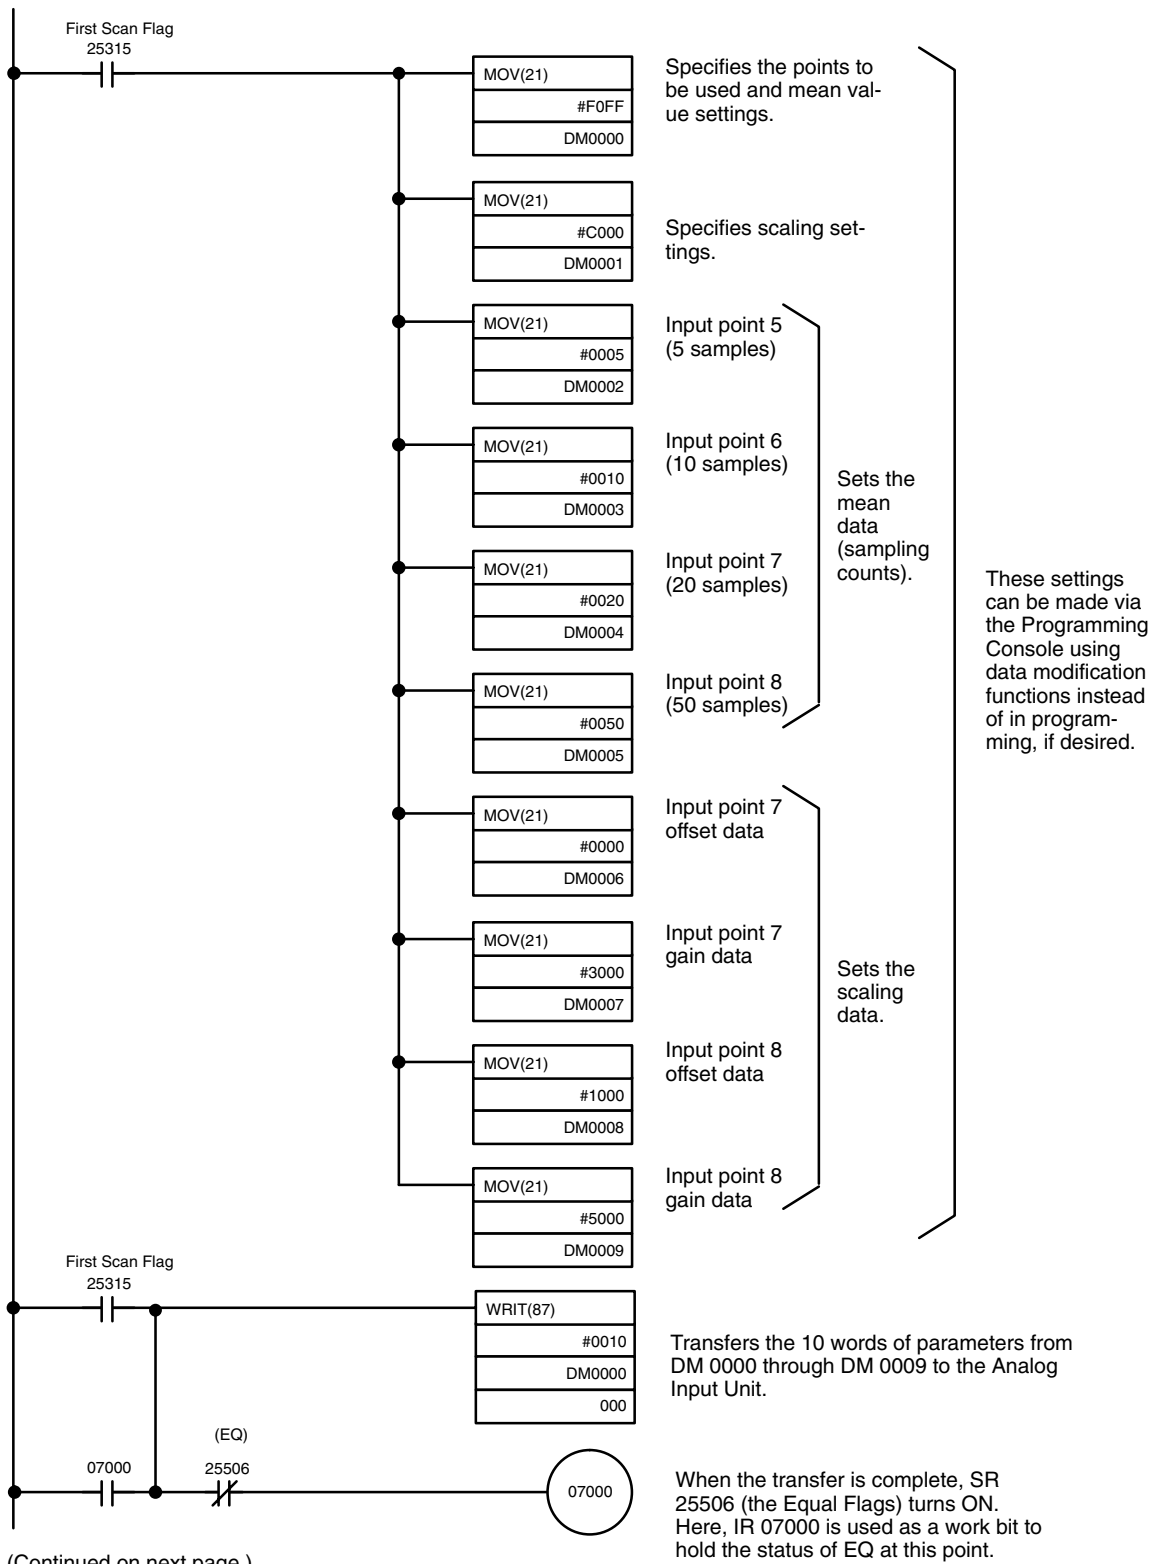 First Scan Flag
25315
MOV(21)
#F0FF
DM0000
Specifies the points to
be used and mean val-
ue settings.
MOV(21)
#C000
DM0001
Specifies scaling set-
tings.
MOV(21)
#0005
DM0002
Input point 5
(5 samples)
MOV(21)
#0010
DM0003
Input point 6
(10 samples)
Sets the
mean
data
(sampling
counts).
MOV(21)
#0020
DM0004
Input point 7
(20 samples)
These settings
can be made via
the Programming
Console using
data modification
functions instead
of in program-
ming, if desired.
MOV(21)
#0050
DM0005
Input point 8
(50 samples)
MOV(21)
#0000
DM0006
Input point 7
offset data
MOV(21)
#3000
DM0007
Input point 7
gain data
Sets the
scaling
data.
MOV(21)
#1000
DM0008
Input point 8
offset data
MOV(21)
#5000
DM0009
Input point 8
gain data
First Scan Flag
25315
WRIT(87)
#0010
DM0000
000
Transfers the 10 words of parameters from
DM 0000 through DM 0009 to the Analog
Input Unit.
(EQ)
07000
25506
07000
When the transfer is complete, SR
25506 (the Equal Flags) turns ON.
Here, IR 07000 is used as a work bit to
hold the status of EQ at this point.
(Continued on next page.)